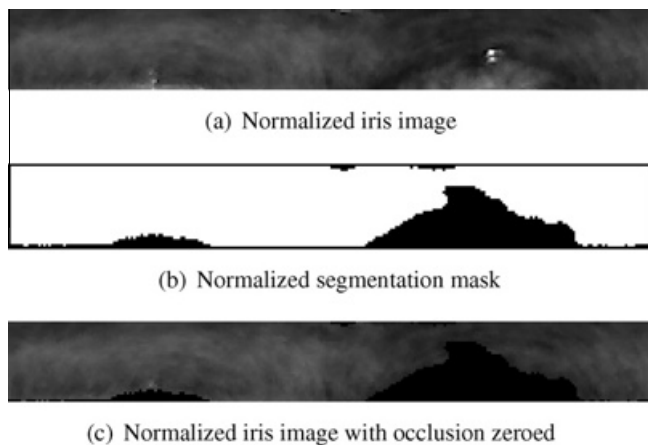 (a) Normalized iris image
(b) Normalized segmentation mask
(c) Normalized iris image with occlusion zeroed